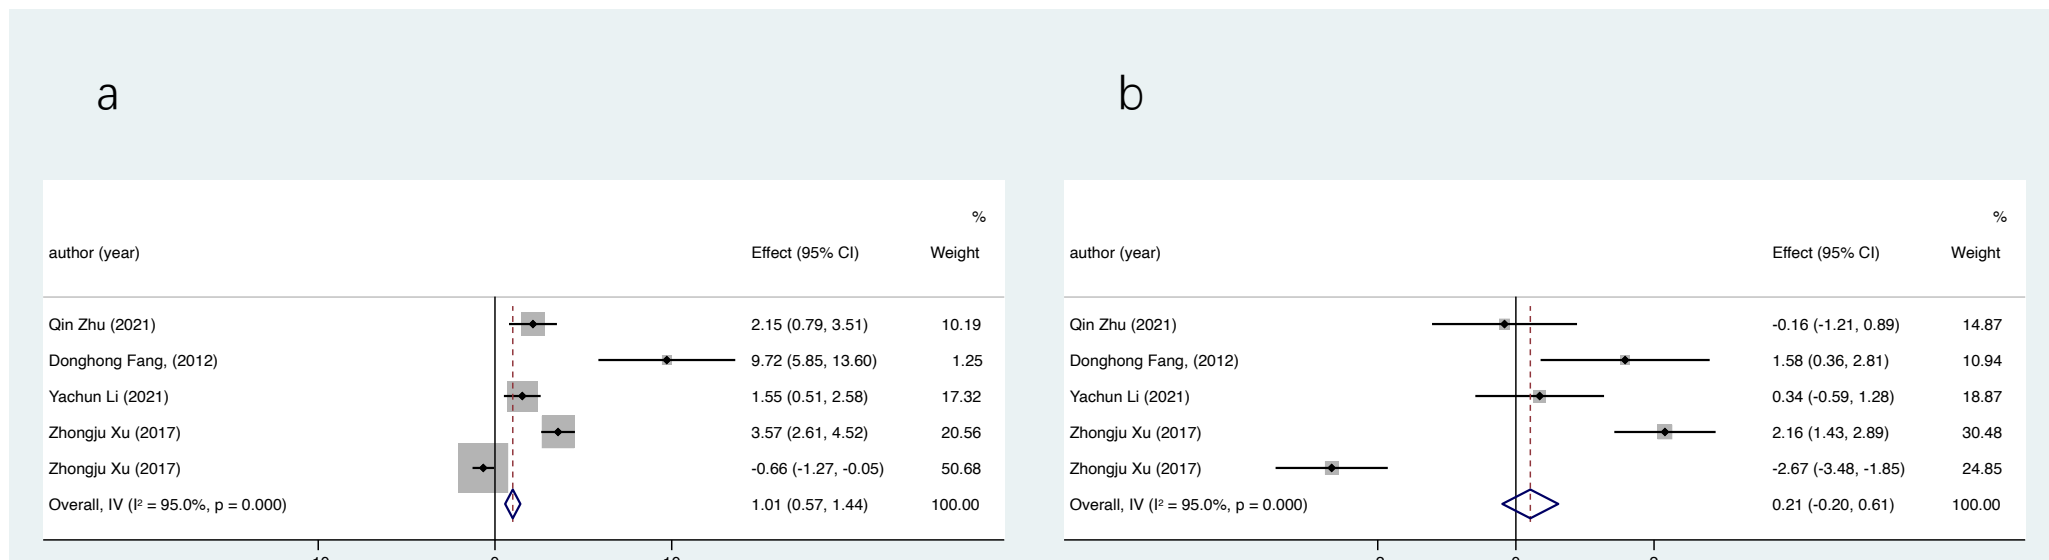 a
%
author (year) Effect (95% CI) Weight
Qin Zhu (2021) 2.15 (0.79, 3.51) 10.19
Donghong Fang, (2012) 9.72 (5.85, 13.60) 1.25
Yachun Li (2021) 1.55 (0.51, 2.58) 17.32
Zhongju Xu (2017) 3.57 (2.61, 4.52) 20.56
Zhongju Xu (2017) -0.66 (-1.27, -0.05) 50.68
Overall, IV (I² = 95.0%, p = 0.000) 1.01 (0.57, 1.44) 100.00
b
%
author (year) Effect (95% CI) Weight
Qin Zhu (2021) -0.16 (-1.21, 0.89) 14.87
Donghong Fang, (2012) 1.58 (0.36, 2.81) 10.94
Yachun Li (2021) 0.34 (-0.59, 1.28) 18.87
Zhongju Xu (2017) 2.16 (1.43, 2.89) 30.48
Zhongju Xu (2017) -2.67 (-3.48, -1.85) 24.85
Overall, IV (I² = 95.0%, p = 0.000) 0.21 (-0.20, 0.61) 100.00